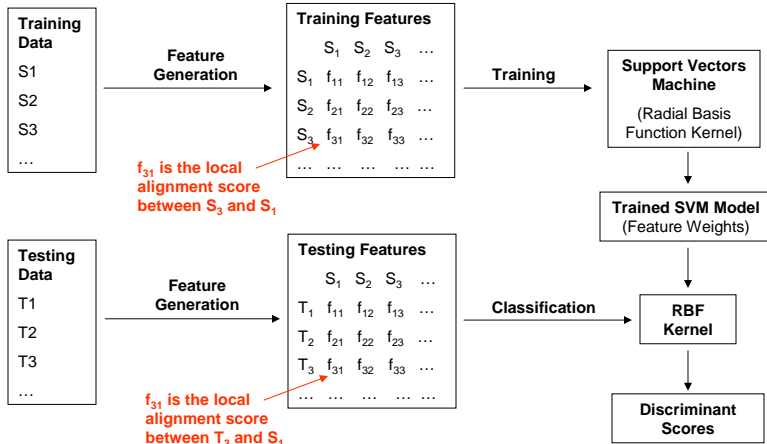 Training
Data
S1
S2
S3
…
Feature
Generation
Training Features
S₁ S₂ S₃ …
S₁ f₁₁ f₁₂ f₁₃ …
S₂ f₂₁ f₂₂ f₂₃ …
S₃ f₃₁ f₃₂ f₃₃ …
… … … … …
f₃₁ is the local
alignment score
between S₃ and S₁
Training
Support Vectors
Machine
(Radial Basis
Function Kernel)
Trained SVM Model
(Feature Weights)
Testing
Data
T1
T2
T3
…
Feature
Generation
Testing Features
S₁ S₂ S₃ …
T₁ f₁₁ f₁₂ f₁₃ …
T₂ f₂₁ f₂₂ f₂₃ …
T₃ f₃₁ f₃₂ f₃₃ …
… … … … …
f₃₁ is the local
alignment score
between T₃ and S₁
Classification
RBF
Kernel
Discriminant
Scores